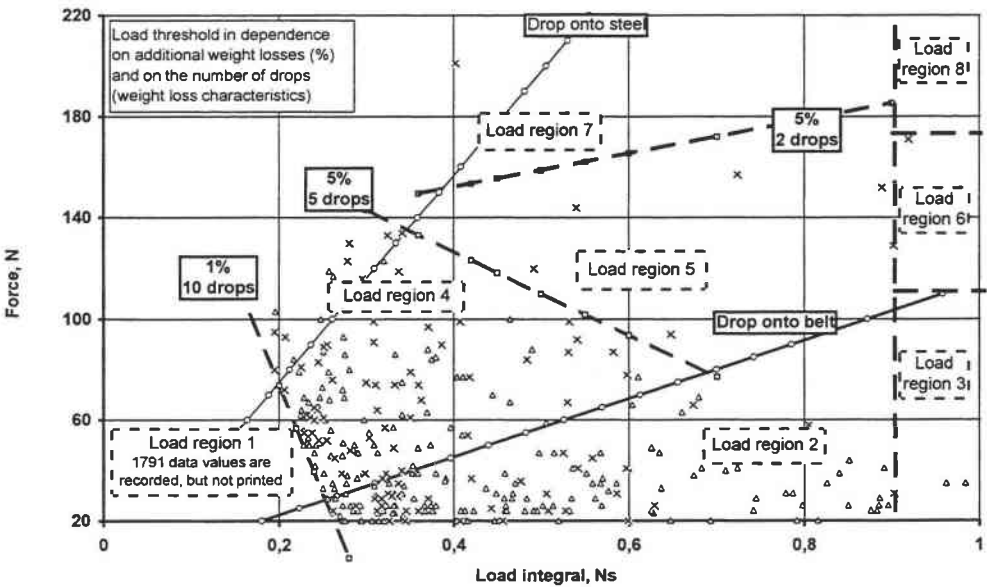 220
180
140
100
60
20
Force, N
Load threshold in dependence
on additional weight losses (%)
and on the number of drops
(weight loss characteristics)
Drop onto steel
Load
region 8
Load region 7
5%
2 drops
5%
5 drops
Load
region 6
1%
10 drops
Load region 5
Load region 4
Drop onto belt
Load
region 3
Load region 1
1791 data values are
recorded, but not printed
Load region 2
0
0,2
0,4
0,6
0,8
1
Load integral, Ns